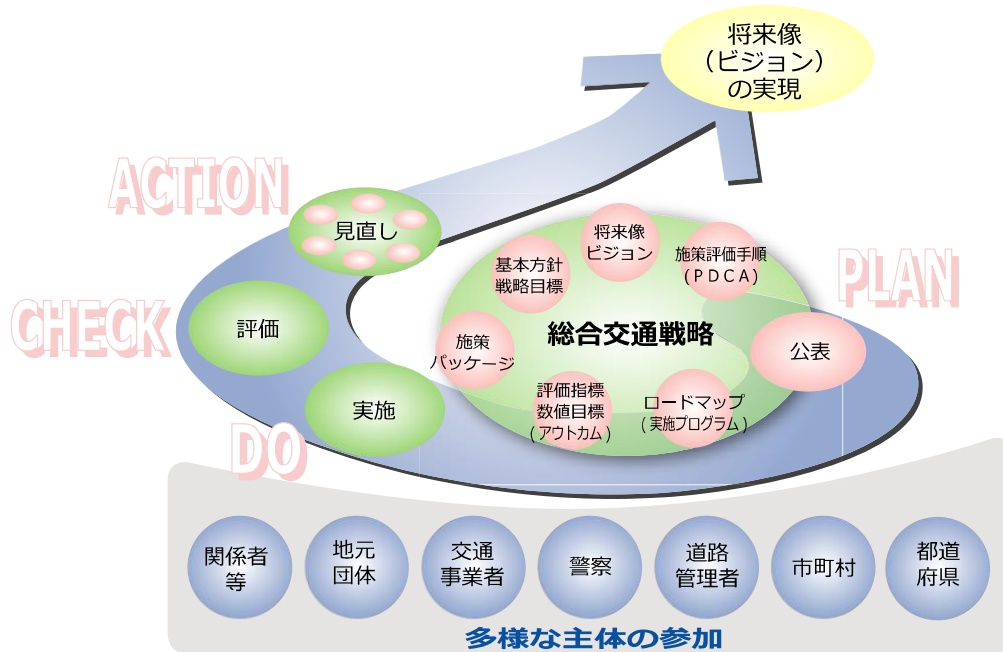 将来像
（ビジョン）
の実現
ACTION
見直し
将来像
ビジョン
基本方針
戦略目標
施策評価手順
（ＰＤＣＡ）
PLAN
CHECK
評価
総合交通戦略
施策
パッケージ
公表
実施
評価指標
数値目標
(アウトカム)
ロードマップ
(実施プログラム)
DO
関係者
等
地元
団体
交通
事業者
警察
道路
管理者
市町村
都道
府県
多様な主体の参加